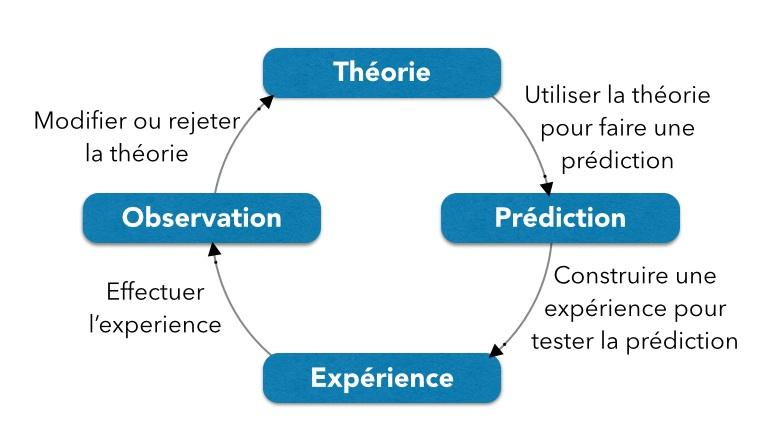 Théorie
Utiliser la théorie
pour faire une
prédiction
Modifier ou rejeter
la théorie
Observation
Prédiction
Construire une
expérience pour
tester la prédiction
Effectuer
l’experience
Expérience